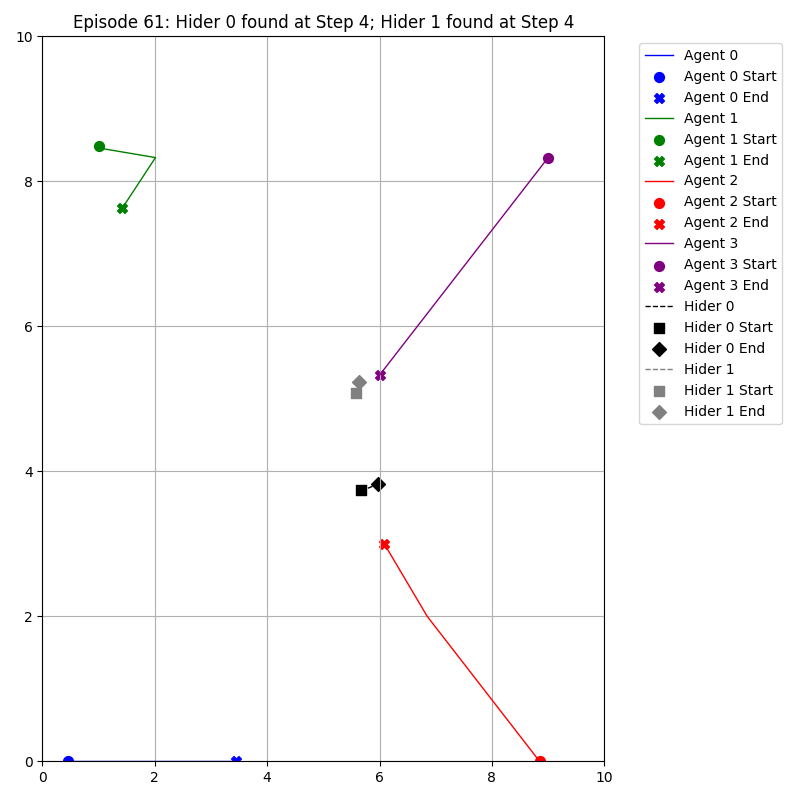 Episode 61: Hider 0 found at Step 4; Hider 1 found at Step 4
10
8
6
4
2
0
0 2 4 6 8 10
Agent 0
Agent 0 Start
Agent 0 End
Agent 1
Agent 1 Start
Agent 1 End
Agent 2
Agent 2 Start
Agent 2 End
Agent 3
Agent 3 Start
Agent 3 End
Hider 0
Hider 0 Start
Hider 0 End
Hider 1
Hider 1 Start
Hider 1 End